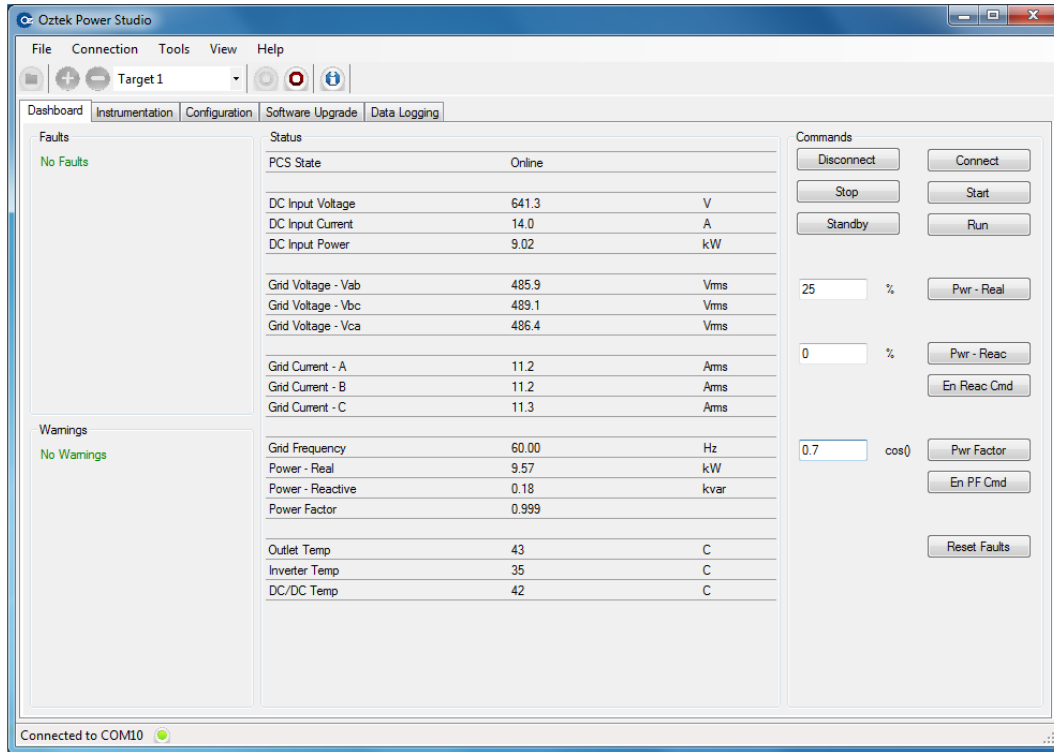 Oztek Power Studio
File Connection Tools View Help
Target 1
Dashboard Instrumentation Configuration Software Upgrade Data Logging
Faults
No Faults
Warnings
No Warnings
Status
PCS State Online
DC Input Voltage 641.3 V
DC Input Current 14.0 A
DC Input Power 9.02 kW
Grid Voltage - Vab 485.9 Vrms
Grid Voltage - Vbc 489.1 Vrms
Grid Voltage - Vca 486.4 Vrms
Grid Current - A 11.2 Arms
Grid Current - B 11.2 Arms
Grid Current - C 11.3 Arms
Grid Frequency 60.00 Hz
Power - Real 9.57 kW
Power - Reactive 0.18 kvar
Power Factor 0.999
Outlet Temp 43 C
Inverter Temp 35 C
DC/DC Temp 42 C
Commands
Disconnect Connect
Stop Start
Standby Run
25 % Pwr - Real
0 % Pwr - Reac
En Reac Cmd
0.7 cos() Pwr Factor
En PF Cmd
Reset Faults
Connected to COM10